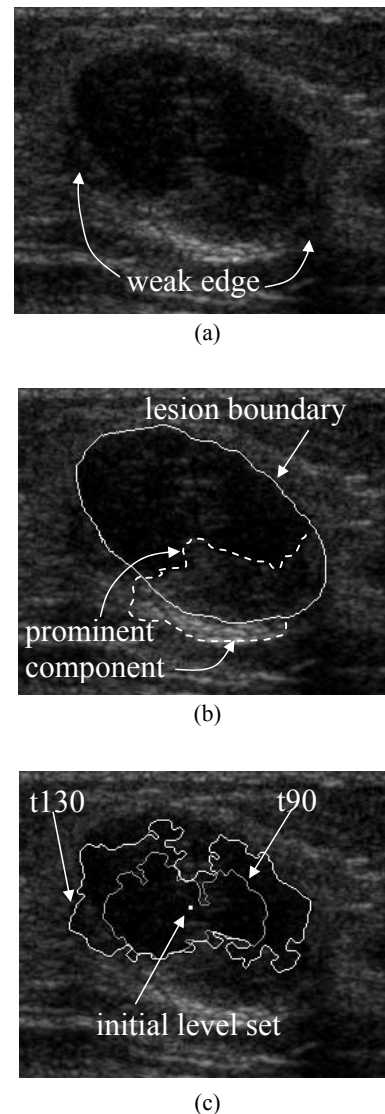 weak edge
(a)
lesion boundary
prominent
component
(b)
t130
t90
initial level set
(c)